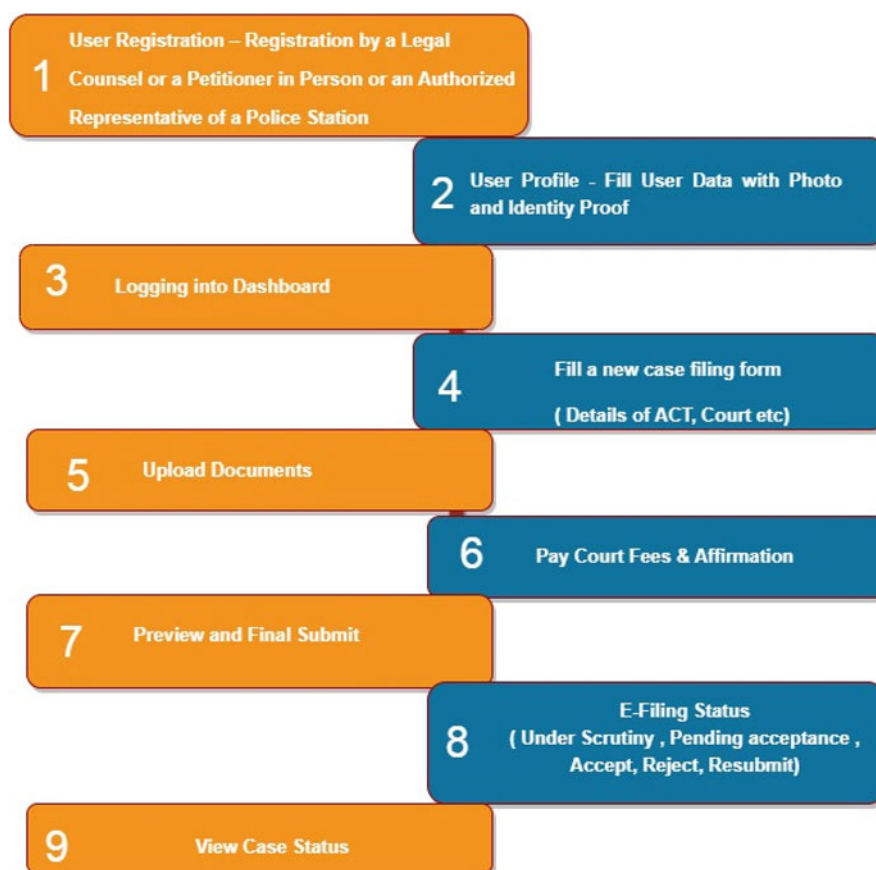 1
User Registration – Registration by a Legal
Counsel or a Petitioner in Person or an Authorized
Representative of a Police Station
2
User Profile - Fill User Data with Photo
and Identity Proof
3
Logging into Dashboard
4
Fill a new case filing form
( Details of ACT, Court etc)
5
Upload Documents
6
Pay Court Fees & Affirmation
7
Preview and Final Submit
8
E-Filing Status
( Under Scrutiny , Pending acceptance ,
Accept, Reject, Resubmit)
9
View Case Status